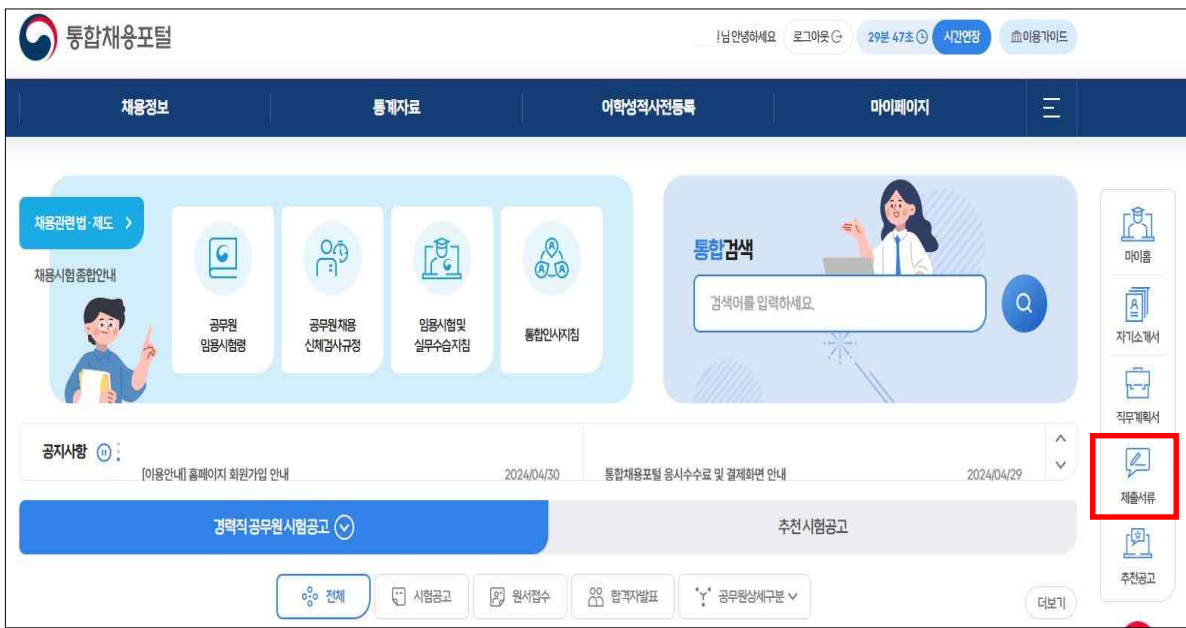 통합채용포털
!님안녕하세요 로그아웃 29분 47초 시간연장 이용가이드
채용정보 통계자료 어학성적사전등록 마이페이지
채용관련법·제도 >
채용시험종합안내
공무원
임용시험령
공무원채용
신체검사규정
임용시험및
실무수습지침
통합인사지침
통합검색
검색어를 입력하세요.
마이홈
자기소개서
직무계획서
제출서류
추천공고
공지사항
[이용안내] 홈페이지 회원가입 안내 2024/04/30
통합채용포털 응시수수료 및 결제화면 안내 2024/04/29
경력직공무원시험공고 추천시험공고
전체 시험공고 원서접수 합격자발표 공무원상세구분 더보기